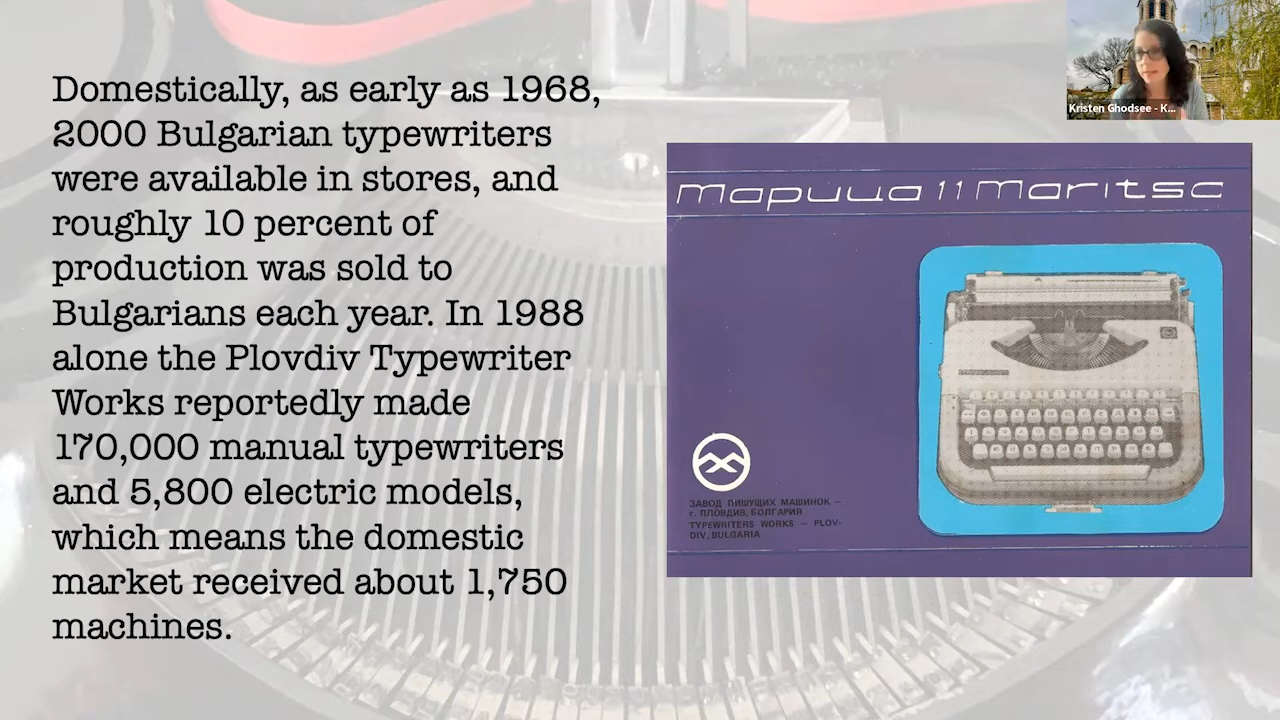 Domestically, as early as 1968,
2000 Bulgarian typewriters
were available in stores, and
roughly 10 percent of
production was sold to
Bulgarians each year. In 1988
alone the Plovdiv Typewriter
Works reportedly made
170,000 manual typewriters
and 5,800 electric models,
which means the domestic
market received about 1,750
machines.
Kristen Ghodsee - K...
Марица 11 Maritsa
ЗАВОД ПИШУЩИХ МАШИНОК –
г. ПЛОВДИВ, БОЛГАРИЯ
TYPEWRITERS WORKS — PLOV-
DIV, BULGARIA